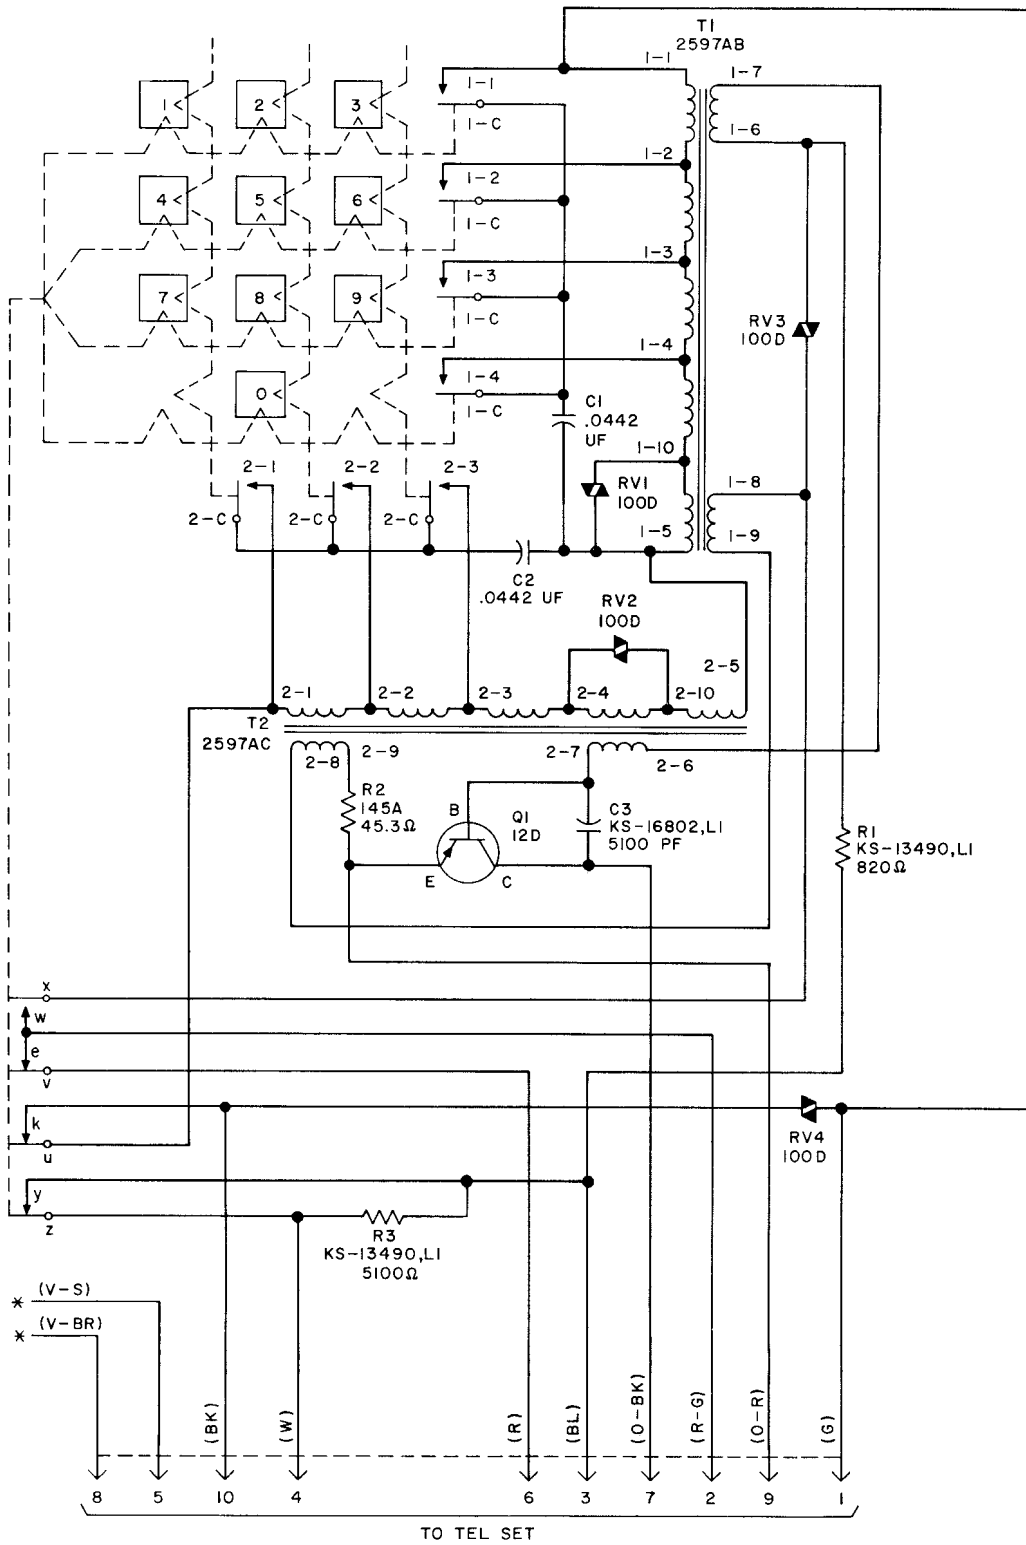 T1
2597AB
1-1
1-7
1 2 3
1-1
1-C
1-6
1-2
1-2
4 5 6
1-C
1-3
1-3
7 8 9
1-C
RV3
100D
1-4
1-4
0
1-C
C1
.0442
UF
1-10
2-1 2-2 2-3
RV1
100D
1-8
2-C 2-C 2-C
1-5
1-9
C2
.0442 UF
RV2
100D
2-5
2-1 2-2 2-3 2-4 2-10
T2
2597AC
2-8 2-9 2-7 2-6
R2
145A
45.3Ω
B
Q1
12D
C3
KS-16802,L1
5100 PF
E C
R1
KS-13490,L1
820Ω
x
w
e
v
k
u
RV4
100D
y
z
R3
KS-13490,L1
5100Ω
* (V-S)
* (V-BR)
(BK) (W) (R) (BL) (O-BK) (R-G) (O-R) (G)
8 5 10 4 6 3 7 2 9 1
TO TEL SET